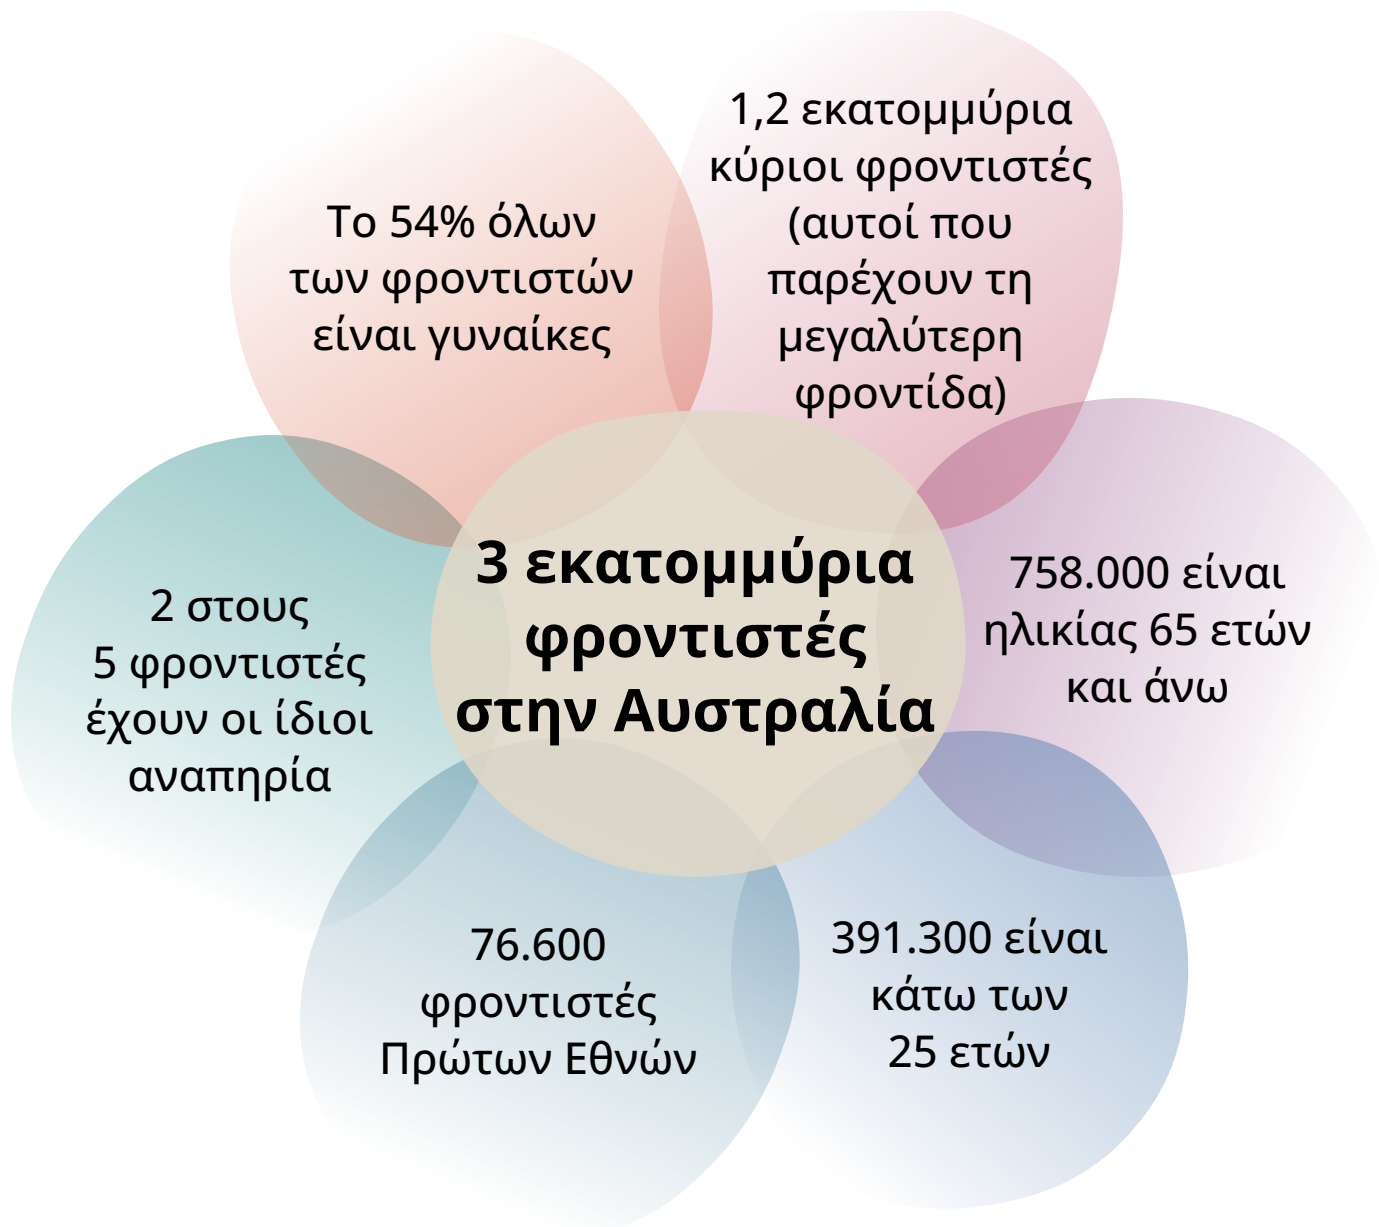 Το 54% όλων
των φροντιστών
είναι γυναίκες
1,2 εκατομμύρια
κύριοι φροντιστές
(αυτοί που
παρέχουν τη
μεγαλύτερη
φροντίδα)
3 εκατομμύρια
φροντιστές
στην Αυστραλία
758.000 είναι
ηλικίας 65 ετών
και άνω
2 στους
5 φροντιστές
έχουν οι ίδιοι
αναπηρία
76.600
φροντιστές
Πρώτων Εθνών
391.300 είναι
κάτω των
25 ετών